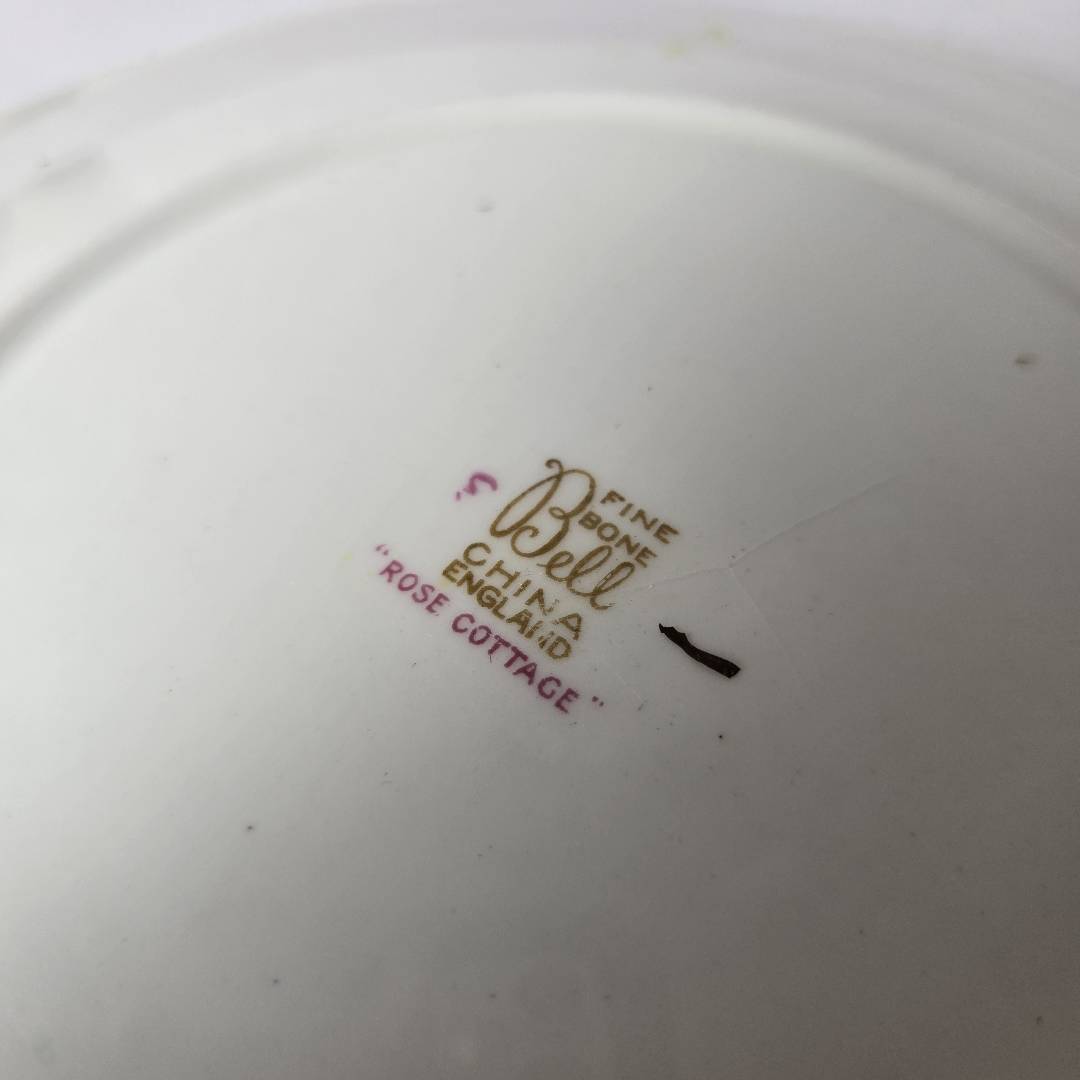 FINE
BONE
Bell
CHINA
ENGLAND
"ROSE COTTAGE"